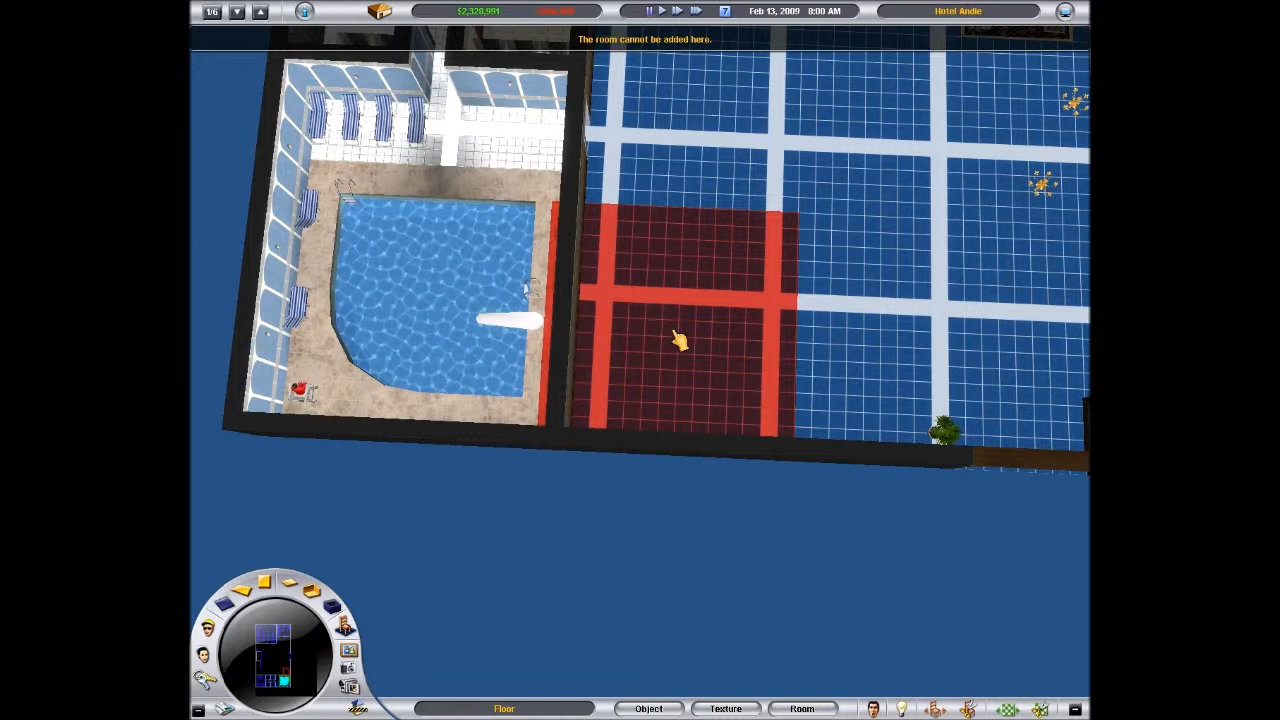 1/6
$2,328,991
7
Feb 13, 2009 8:00 AM
Hotel Andie
The room cannot be added here.
Floor
Object
Texture
Room